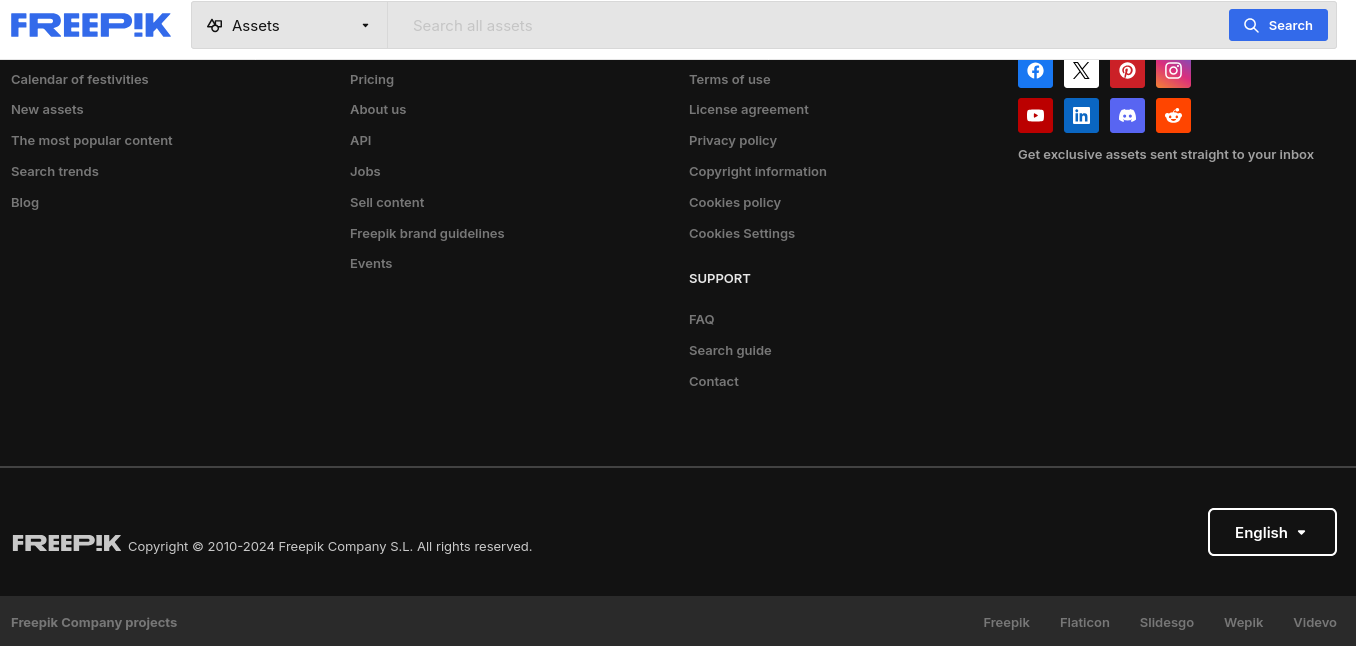 FREEPIK
Assets
Search all assets
Search
Calendar of festivities
New assets
The most popular content
Search trends
Blog
Pricing
About us
API
Jobs
Sell content
Freepik brand guidelines
Events
Terms of use
License agreement
Privacy policy
Copyright information
Cookies policy
Cookies Settings
SUPPORT
FAQ
Search guide
Contact
in
Get exclusive assets sent straight to your inbox
FREEPIK Copyright © 2010-2024 Freepik Company S.L. All rights reserved.
English
Freepik Company projects
Freepik Flaticon Slidesgo Wepik Videvo